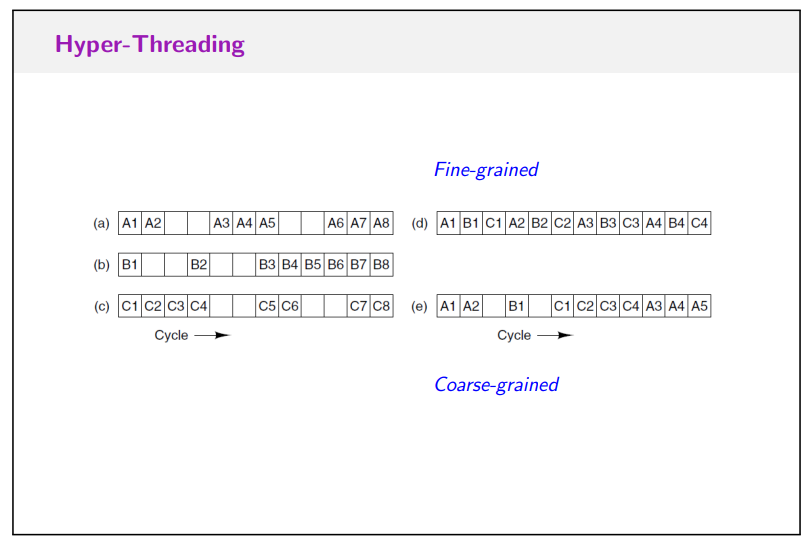 Hyper-Threading
Fine-grained
(a) A1 A2 A3 A4 A5 A6 A7 A8
(d) A1 B1 C1 A2 B2 C2 A3 B3 C3 A4 B4 C4
(b) B1 B2 B3 B4 B5 B6 B7 B8
(c) C1 C2 C3 C4 C5 C6 C7 C8
(e) A1 A2 B1 C1 C2 C3 C4 A3 A4 A5
Cycle
Cycle
Coarse-grained